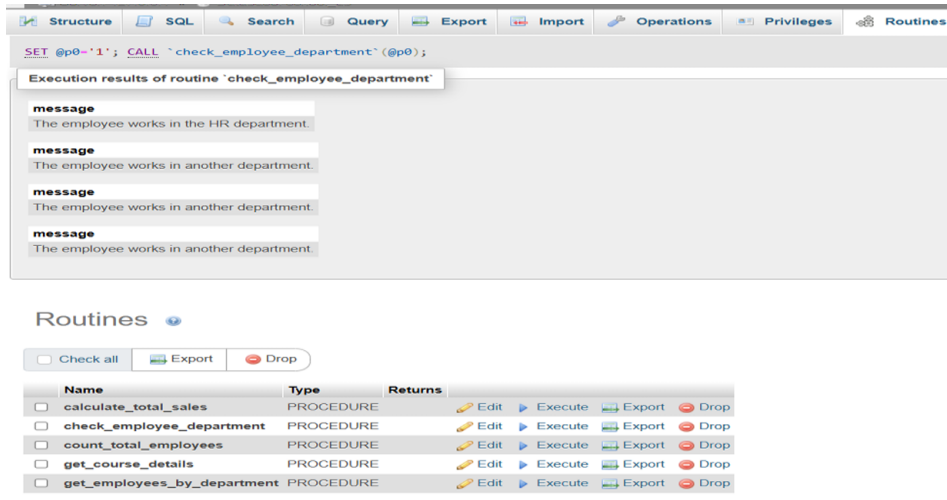 Structure SQL Search Query Export Import Operations Privileges Routines
SET @p0='1'; CALL `check_employee_department`(@p0);
Execution results of routine `check_employee_department`
message
The employee works in the HR department.
message
The employee works in another department.
message
The employee works in another department.
message
The employee works in another department.
Routines
Check all Export Drop
Name Type Returns
calculate_total_sales PROCEDURE Edit Execute Export Drop
check_employee_department PROCEDURE Edit Execute Export Drop
count_total_employees PROCEDURE Edit Execute Export Drop
get_course_details PROCEDURE Edit Execute Export Drop
get_employees_by_department PROCEDURE Edit Execute Export Drop